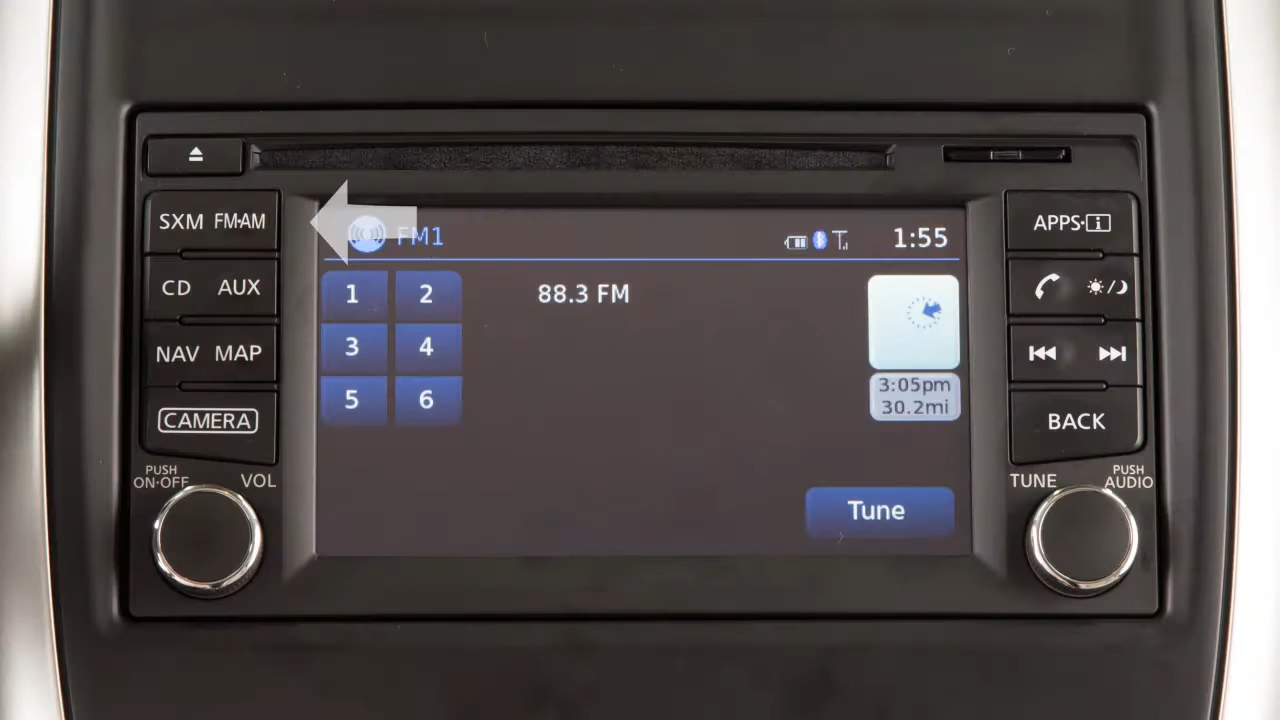 SXM FM·AM
CD AUX
NAV MAP
CAMERA
PUSH
ON·OFF
VOL
FM1
1:55
1 2
3 4
5 6
88.3 FM
3:05pm
30.2mi
Tune
APPS·i
BACK
TUNE
PUSH
AUDIO